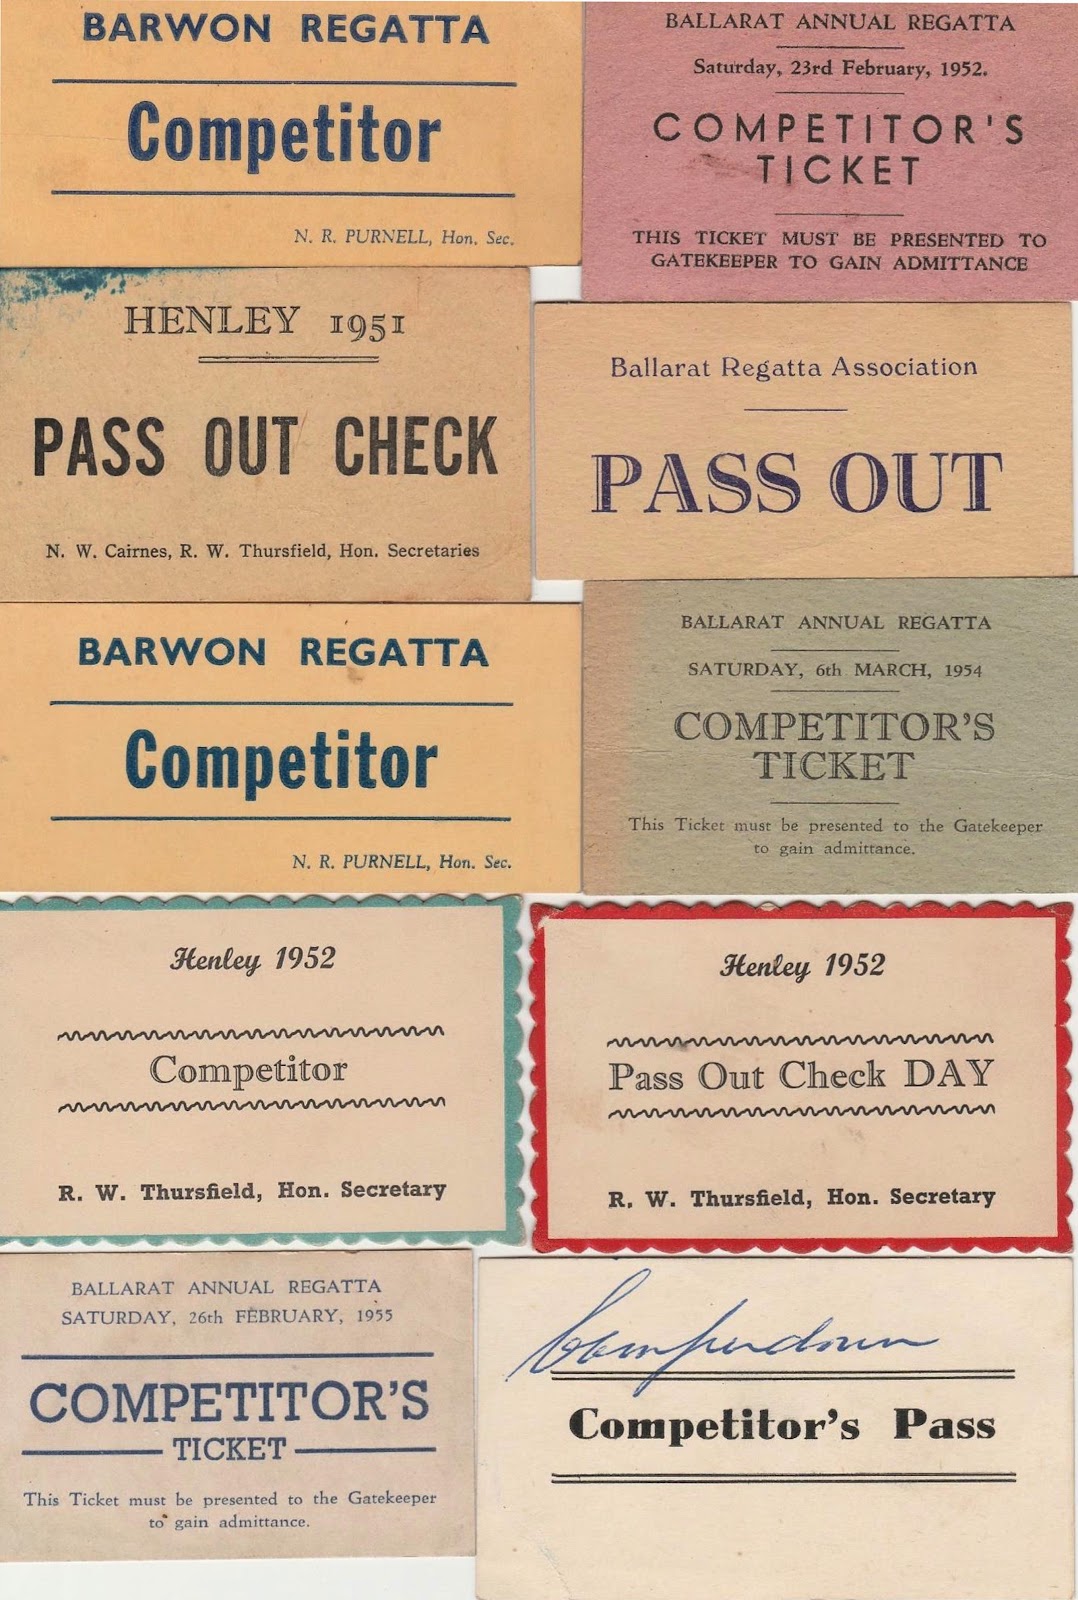 BARWON REGATTA
Competitor
N. R. PURNELL, Hon. Sec.
BALLARAT ANNUAL REGATTA
Saturday, 23rd February, 1952.
COMPETITOR'S
TICKET
THIS TICKET MUST BE PRESENTED TO
GATEKEEPER TO GAIN ADMITTANCE
HENLEY 1951
PASS OUT CHECK
N. W. Cairnes, R. W. Thursfield, Hon. Secretaries
Ballarat Regatta Association
PASS OUT
BARWON REGATTA
Competitor
N. R. PURNELL, Hon. Sec.
BALLARAT ANNUAL REGATTA
SATURDAY, 6th MARCH, 1954
COMPETITOR'S
TICKET
This Ticket must be presented to the Gatekeeper
to gain admittance.
Henley 1952
Competitor
R. W. Thursfield, Hon. Secretary
Henley 1952
Pass Out Check DAY
R. W. Thursfield, Hon. Secretary
BALLARAT ANNUAL REGATTA
SATURDAY, 26th FEBRUARY, 1955
COMPETITOR'S
TICKET
This Ticket must be presented to the Gatekeeper
to gain admittance.
Camperdown
Competitor's Pass